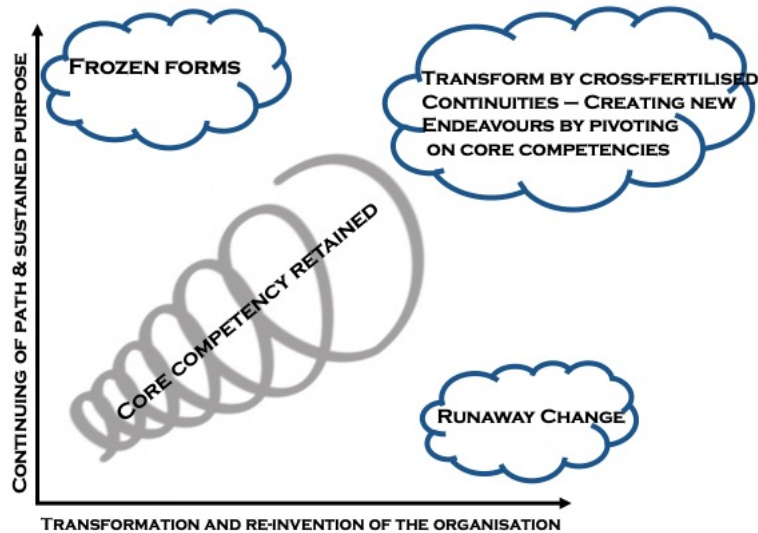 FROZEN FORMS
TRANSFORM BY CROSS-FERTILISED
CONTINUITIES – CREATING NEW
ENDEAVOURS BY PIVOTING
ON CORE COMPETENCIES
CONTINUING OF PATH & SUSTAINED PURPOSE
CORE COMPETENCY RETAINED
RUNAWAY CHANGE
TRANSFORMATION AND RE-INVENTION OF THE ORGANISATION